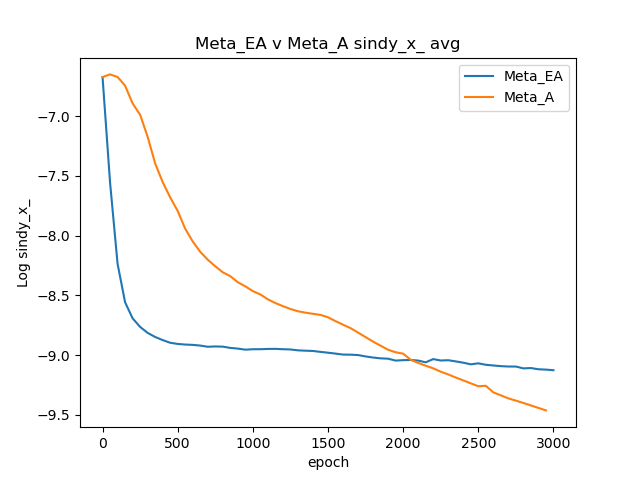 Meta_EA v Meta_A sindy_x_ avg
Meta_EA
Meta_A
Log sindy_x_
−7.0
−7.5
−8.0
−8.5
−9.0
−9.5
0
500
1000
1500
2000
2500
3000
epoch